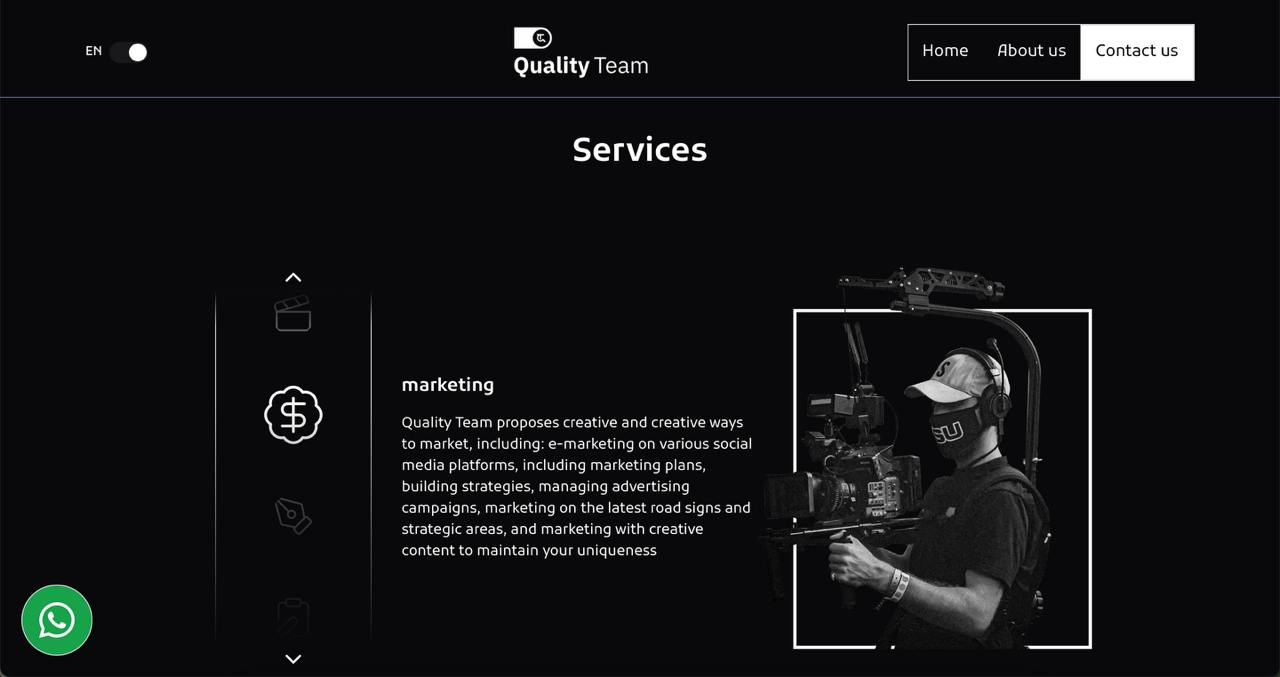 EN
Quality Team
Home
About us
Contact us
Services
marketing
Quality Team proposes creative and creative ways
to market, including: e-marketing on various social
media platforms, including marketing plans,
building strategies, managing advertising
campaigns, marketing on the latest road signs and
strategic areas, and marketing with creative
content to maintain your uniqueness
SU